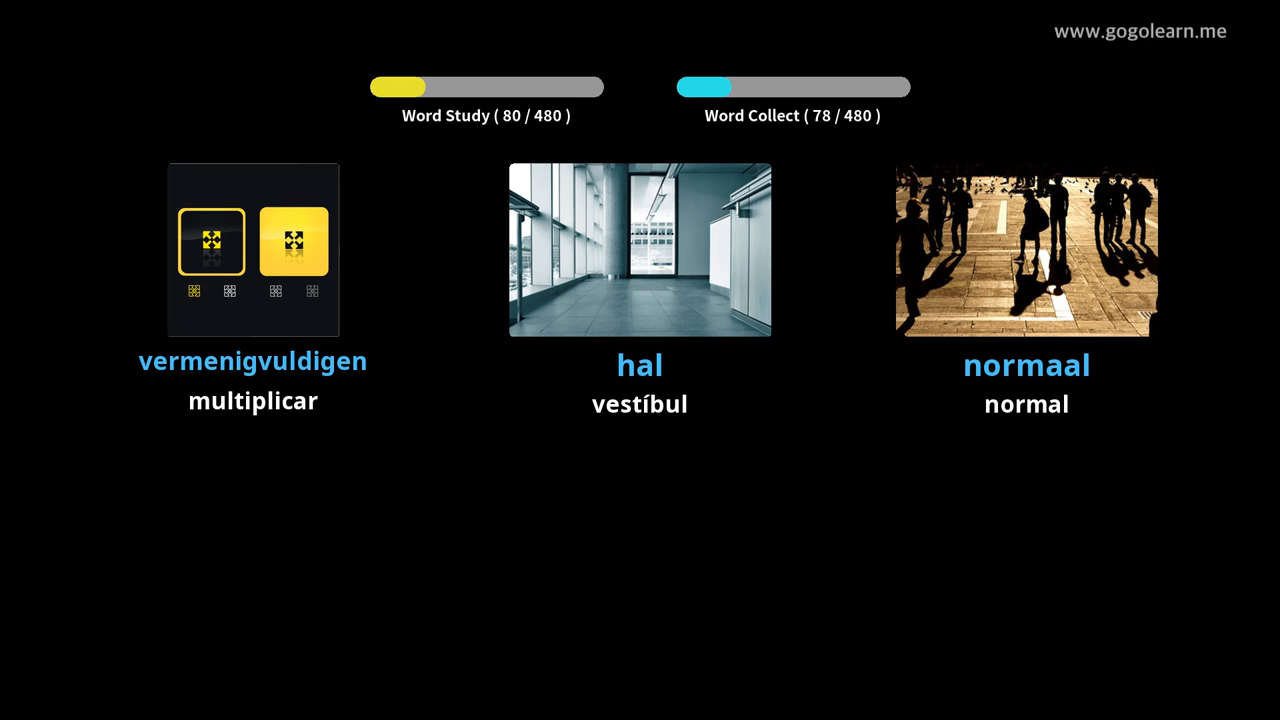 www.gogolearn.me
Word Study ( 80 / 480 )
Word Collect ( 78 / 480 )
vermenigvuldigen
multiplicar
hal
vestíbul
normaal
normal